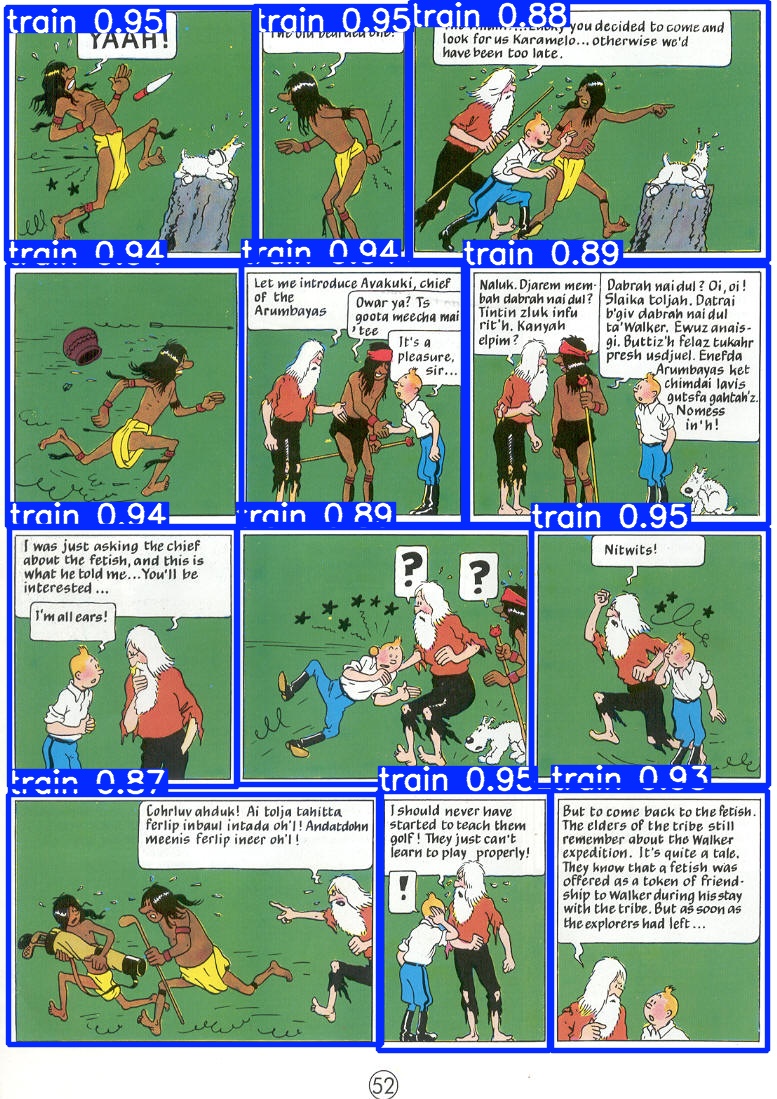 train 0.95
train 0.95
train 0.88
YAAH!
The old bearded one!
you decided to come and
look for us Karamelo... otherwise we'd
have been too late.
train 0.94
train 0.94
train 0.89
Let me introduce Avakuki, chief
of the
Arumbayas
Owar ya? Ts
goota meecha mai
'tee
It's a
pleasure,
sir...
Naluk. Djarem mem-
bah dabrah nai dul?
Tintin zluk infu
rit'h. Kanyah
elpim?
Dabrah nai dul? Oi, oi!
Slaika toljah. Datrai
b'giv dabrah nai dul
ta'Walker. Ewuz anais-
gi. Buttiz'h felaz tukahr
presh usdjuel. Enefda
Arumbayas ket
chimdai lavis
gutsfa gahtah'z.
Nomess
in'h!
train 0.94
train 0.89
train 0.95
I was just asking the chief
about the fetish, and this is
what he told me... You'll be
interested ...
I'm all ears!
?
?
Nitwits!
train 0.87
train 0.95
train 0.93
Cohrluv ahduk! Ai tolja tahitta
ferlip inbaul intada oh'l! Andatdohn
meenis ferlip ineer oh'l!
I should never have
started to teach them
golf! They just can't
learn to play properly!
!
But to come back to the fetish.
The elders of the tribe still
remember about the Walker
expedition. It's quite a tale.
They know that a fetish was
offered as a token of friend-
ship to Walker during his stay
with the tribe. But as soon as
the explorers had left...
52